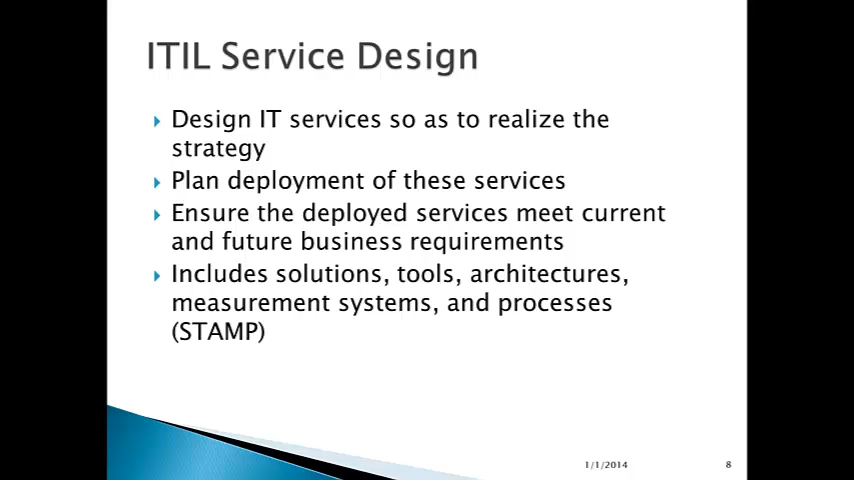 ITIL Service Design
Design IT services so as to realize the
strategy
Plan deployment of these services
Ensure the deployed services meet current
and future business requirements
Includes solutions, tools, architectures,
measurement systems, and processes
(STAMP)
1/1/2014
8